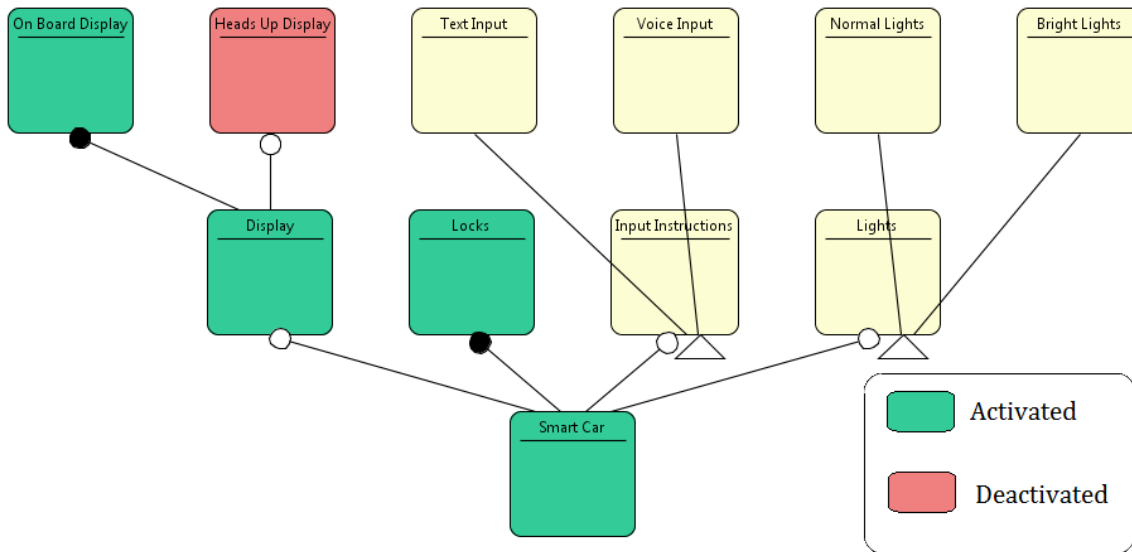 On Board Display
Heads Up Display
Text Input
Voice Input
Normal Lights
Bright Lights
Display
Locks
Input Instructions
Lights
Smart Car
Activated
Deactivated